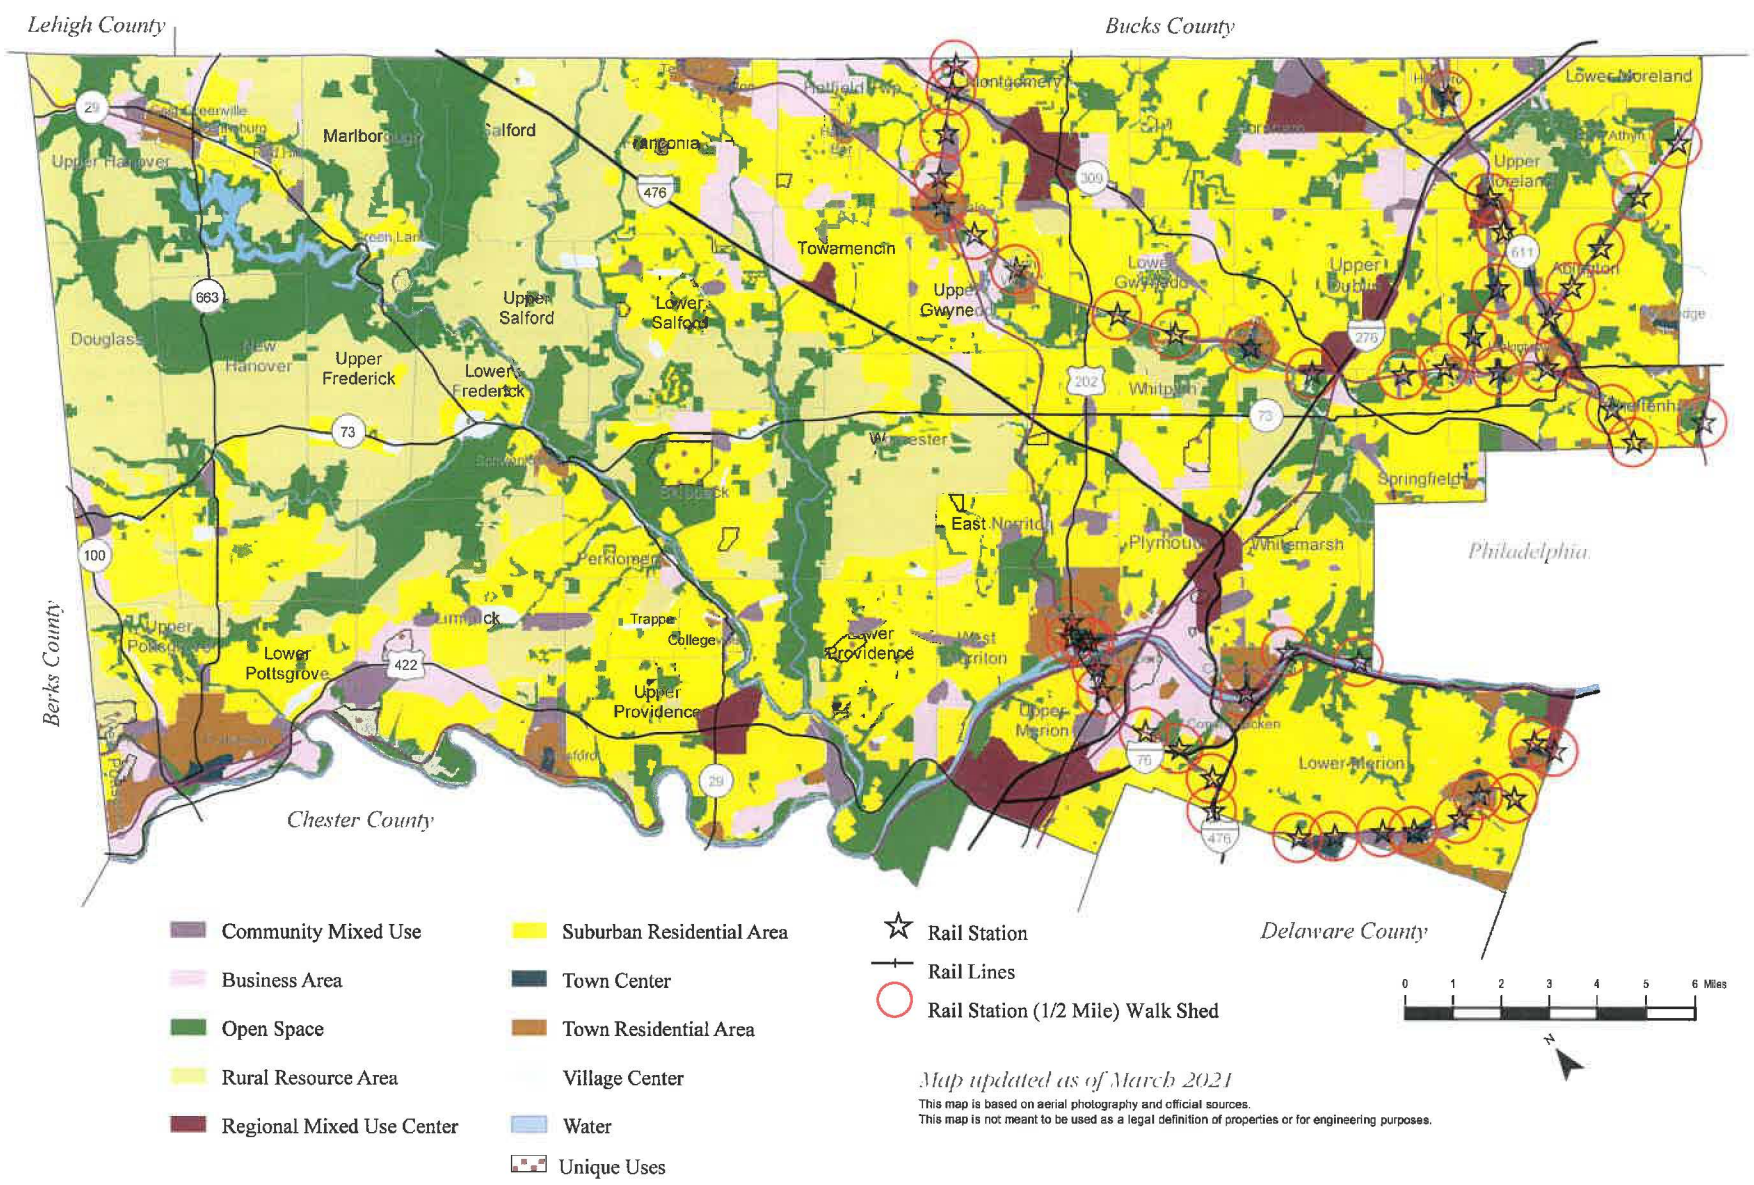 Lehigh County
Bucks County
Montgomery
Lower Moreland
29
Marlborough
Salford
Franconia
Upper Hanover
Upper
Moreland
476
309
Green Lane
Towamencin
611
Lower
Gwynedd
Upper
Dublin
Abington
663
Upper
Salford
Lower
Salford
Upper
Gwynedd
Douglass
New
Hanover
276
Upper
Frederick
Lower
Frederick
202
Whitpain
73
73
Worcester
Cheltenham
Skippack
Springfield
East Norriton
Plymouth
Whitemarsh
Philadelphia
100
Perkiomen
Berks County
Upper
Pottsgrove
Limerick
Trappe
Collegeville
Lower
Providence
West
Norriton
Lower
Pottsgrove
422
Upper
Providence
Upper
Merion
76
Lower Merion
29
Chester County
476
Delaware County
Community Mixed Use
Business Area
Open Space
Rural Resource Area
Regional Mixed Use Center
Suburban Residential Area
Town Center
Town Residential Area
Village Center
Water
Unique Uses
Rail Station
Rail Lines
Rail Station (1/2 Mile) Walk Shed
0 1 2 3 4 5 6 Miles
N
Map updated as of March 2021
This map is based on aerial photography and official sources.
This map is not meant to be used as a legal definition of properties or for engineering purposes.